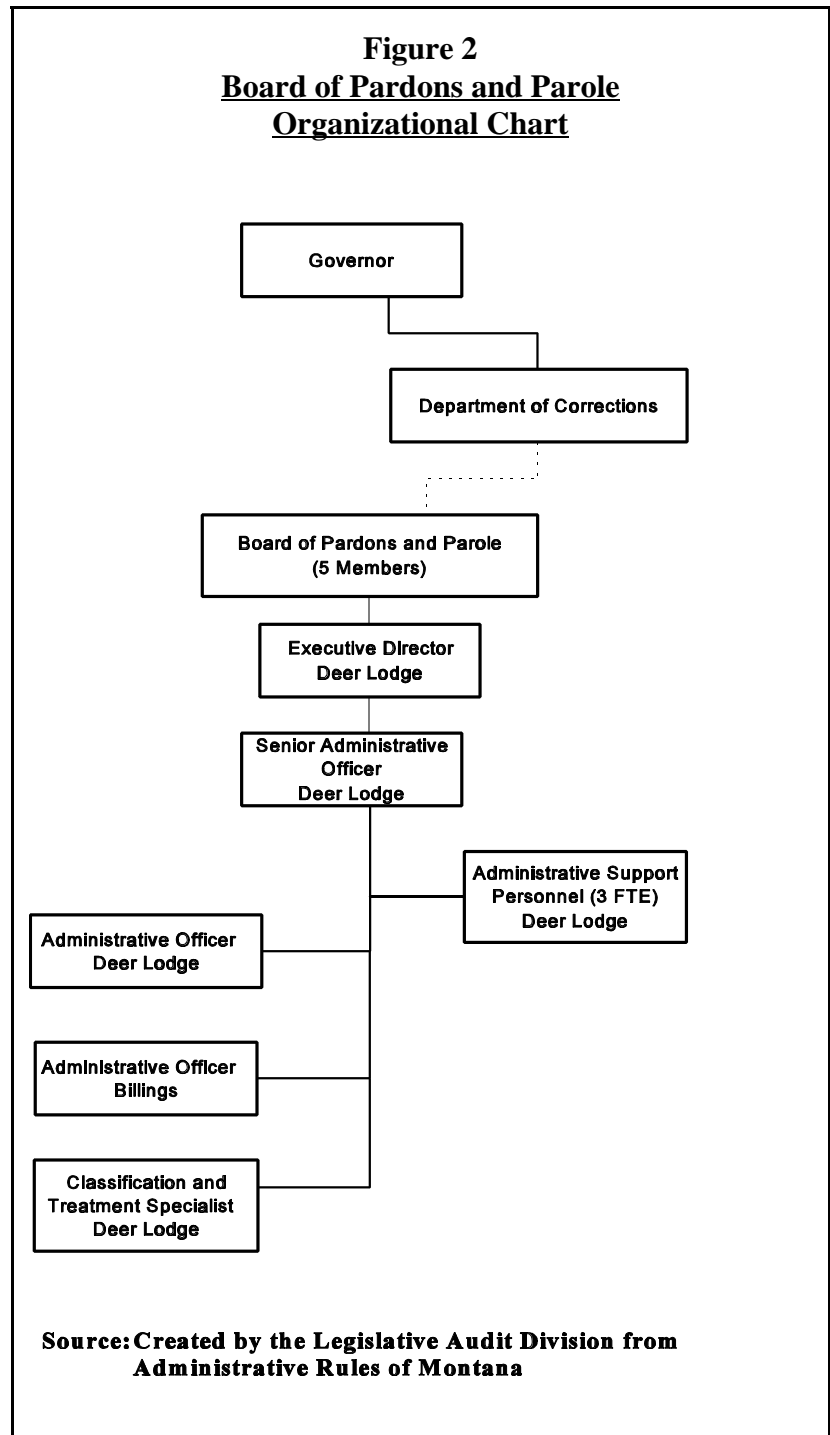 Figure 2
Board of Pardons and Parole
Organizational Chart
Governor
Department of Corrections
Board of Pardons and Parole
(5 Members)
Executive Director
Deer Lodge
Senior Administrative
Officer
Deer Lodge
Administrative Support
Personnel (3 FTE)
Deer Lodge
Administrative Officer
Deer Lodge
Administrative Officer
Billings
Classification and
Treatment Specialist
Deer Lodge
Source: Created by the Legislative Audit Division from
Administrative Rules of Montana